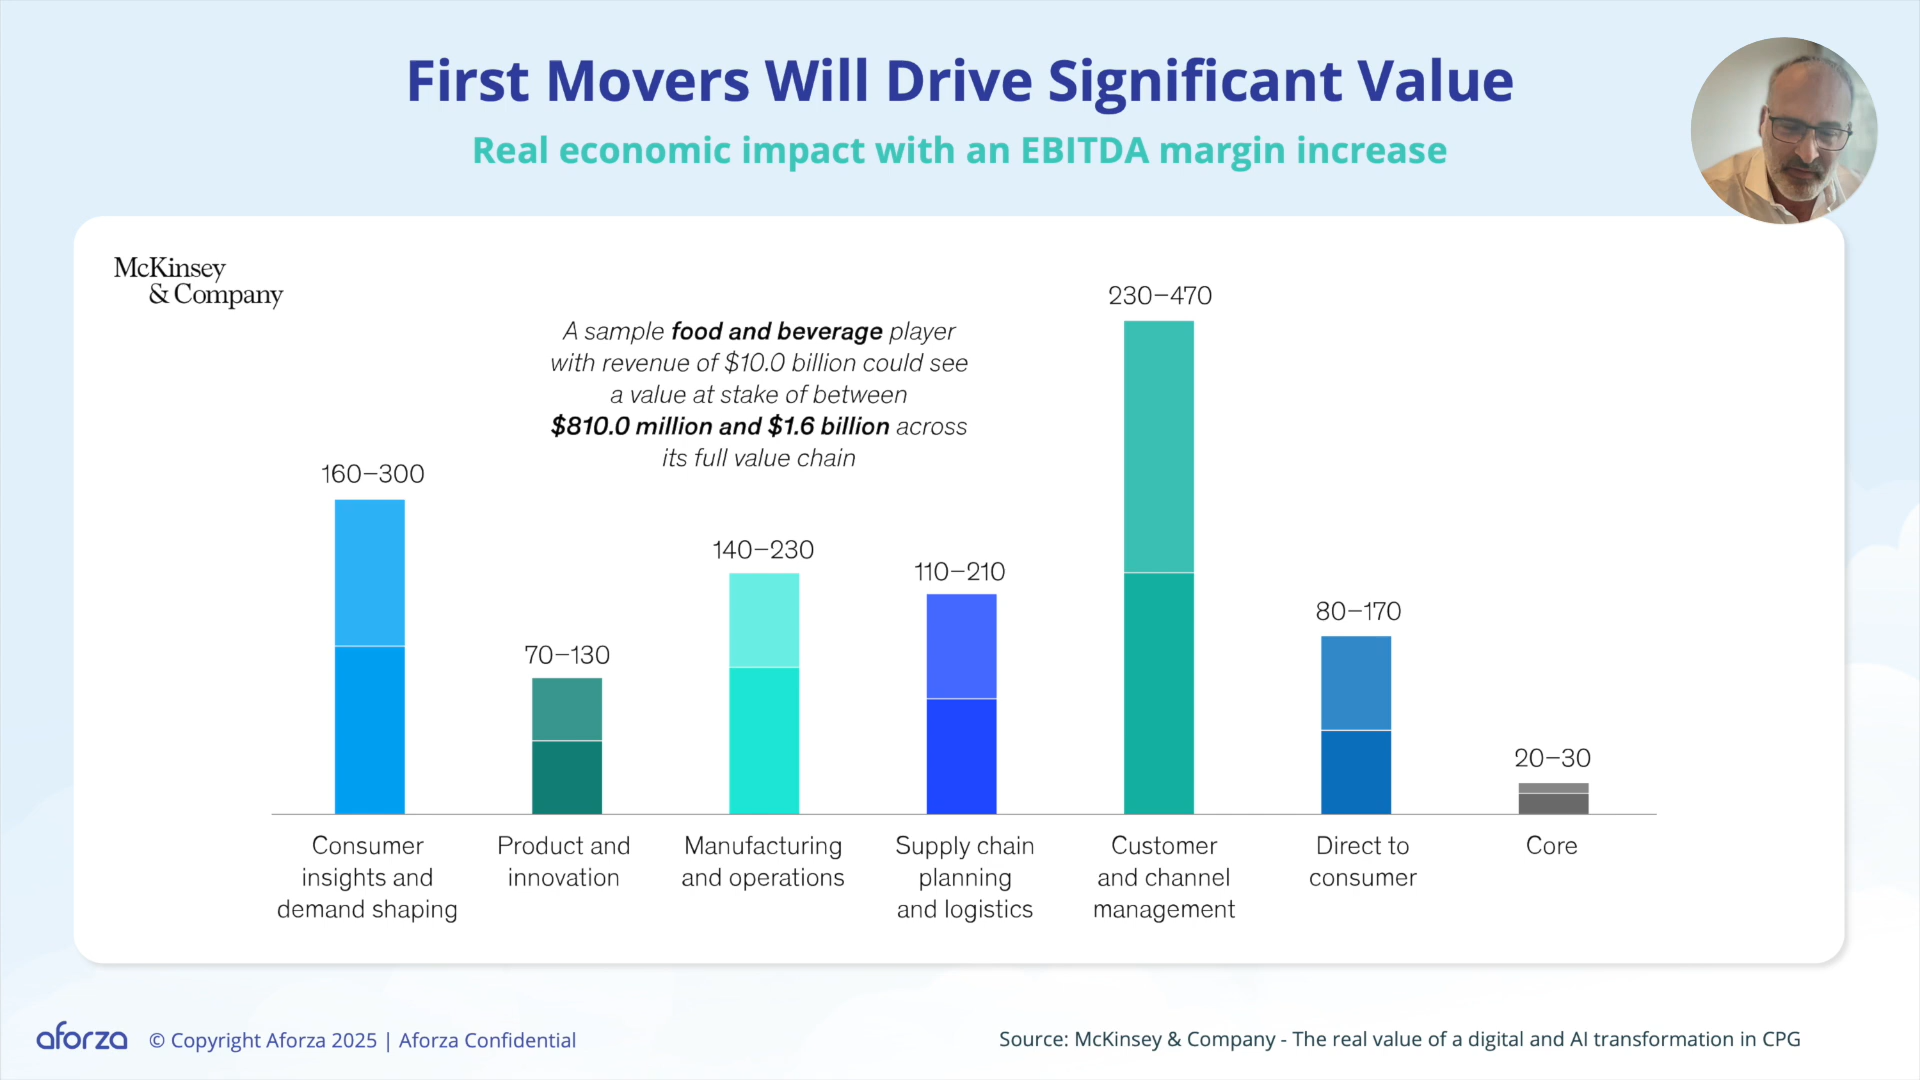 First Movers Will Drive Significant Value
Real economic impact with an EBITDA margin increase
McKinsey
& Company
A sample food and beverage player
with revenue of $10.0 billion could see
a value at stake of between
$810.0 million and $1.6 billion across
its full value chain
160–300
70–130
140–230
110–210
230–470
80–170
20–30
Consumer
insights and
demand shaping
Product and
innovation
Manufacturing
and operations
Supply chain
planning
and logistics
Customer
and channel
management
Direct to
consumer
Core
aforza
© Copyright Aforza 2025 | Aforza Confidential
Source: McKinsey & Company - The real value of a digital and AI transformation in CPG